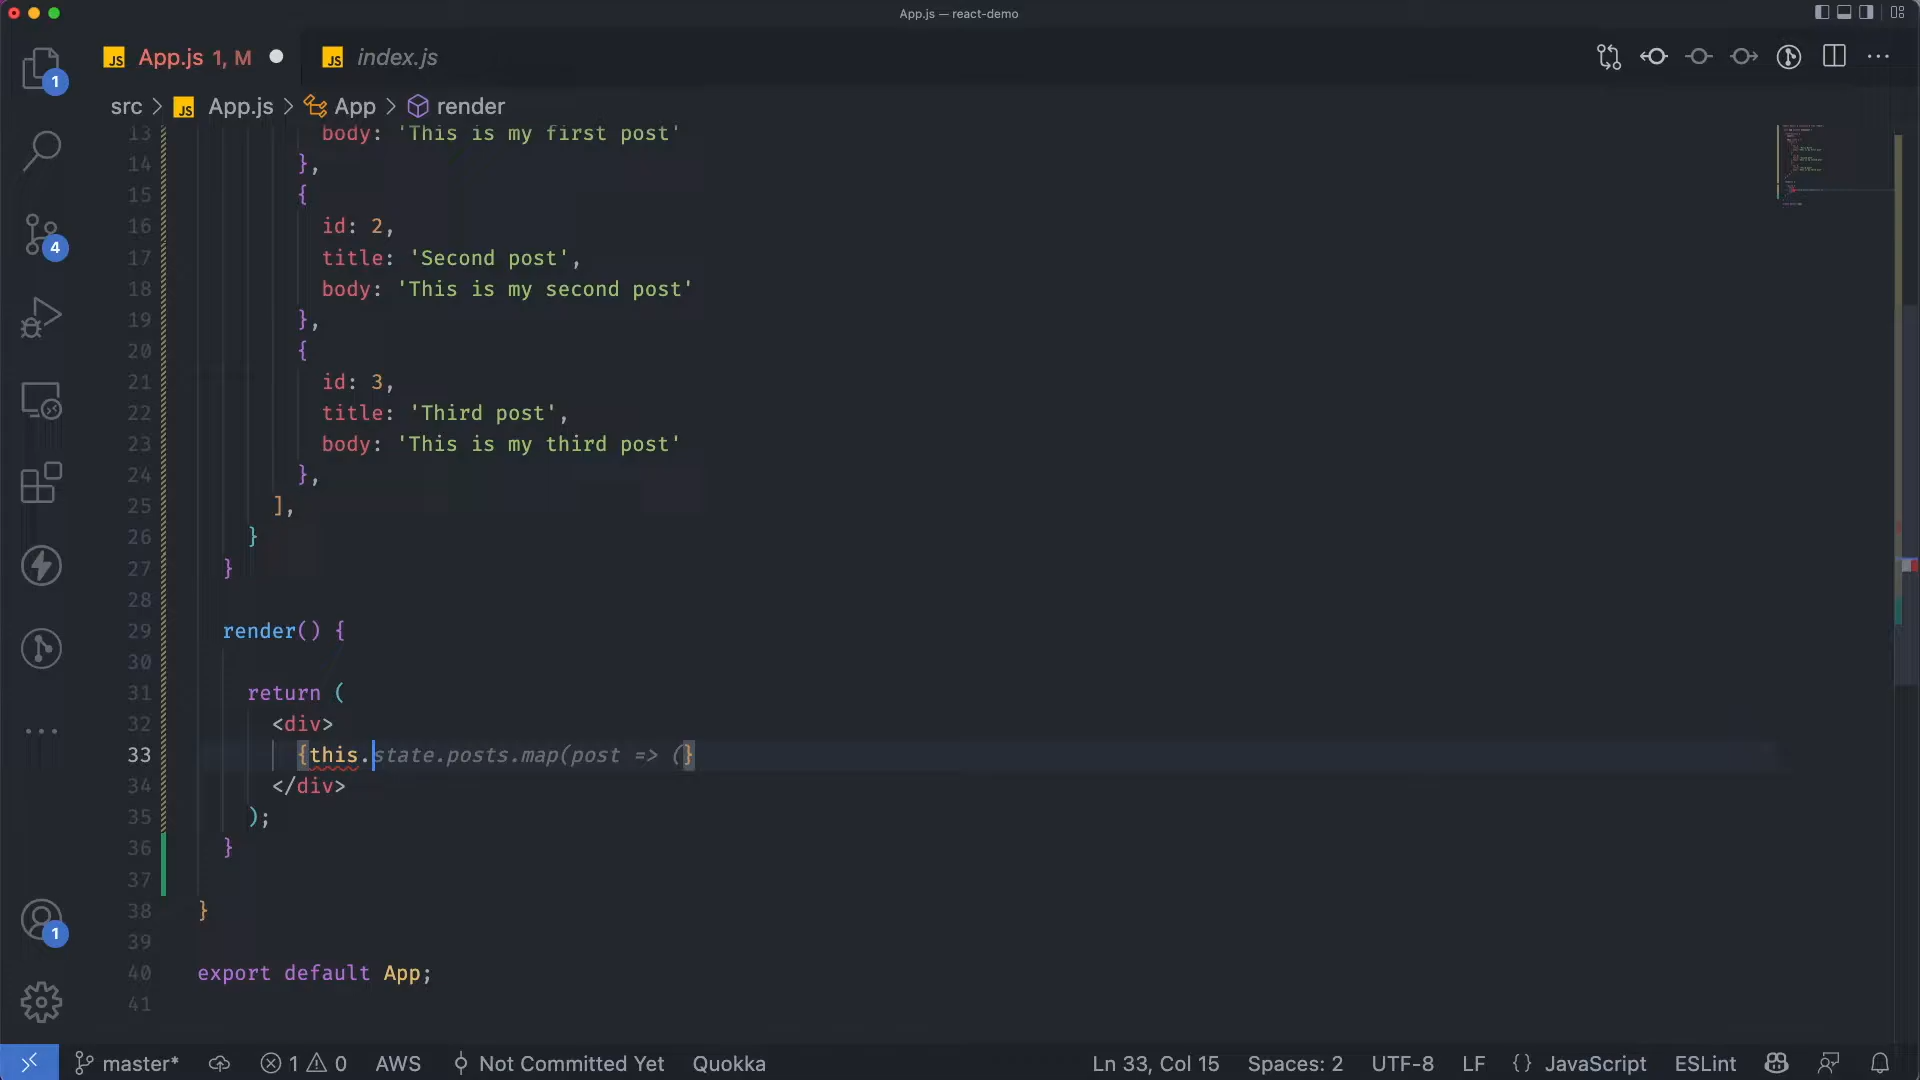 App.js — react-demo
JS App.js 1, M
JS index.js
src > JS App.js > App > render
13 body: 'This is my first post'
14 },
15 {
16 id: 2,
17 title: 'Second post',
18 body: 'This is my second post'
19 },
20 {
21 id: 3,
22 title: 'Third post',
23 body: 'This is my third post'
24 },
25 ],
26 }
27 }
28
29 render() {
30
31 return (
32 <div>
33 {this.state.posts.map(post => (}
34 </div>
35 );
36 }
37
38 }
39
40 export default App;
41
1
4
1
master* 1 0 AWS Not Committed Yet Quokka Ln 33, Col 15 Spaces: 2 UTF-8 LF {} JavaScript ESLint